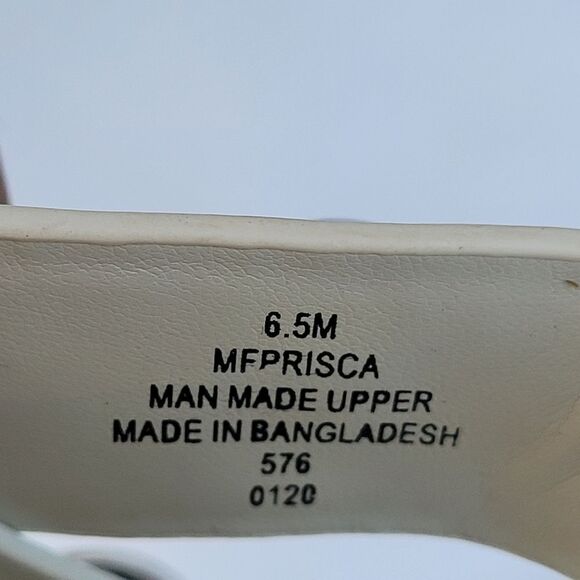 6.5M
MFPRISCA
MAN MADE UPPER
MADE IN BANGLADESH
576
0120